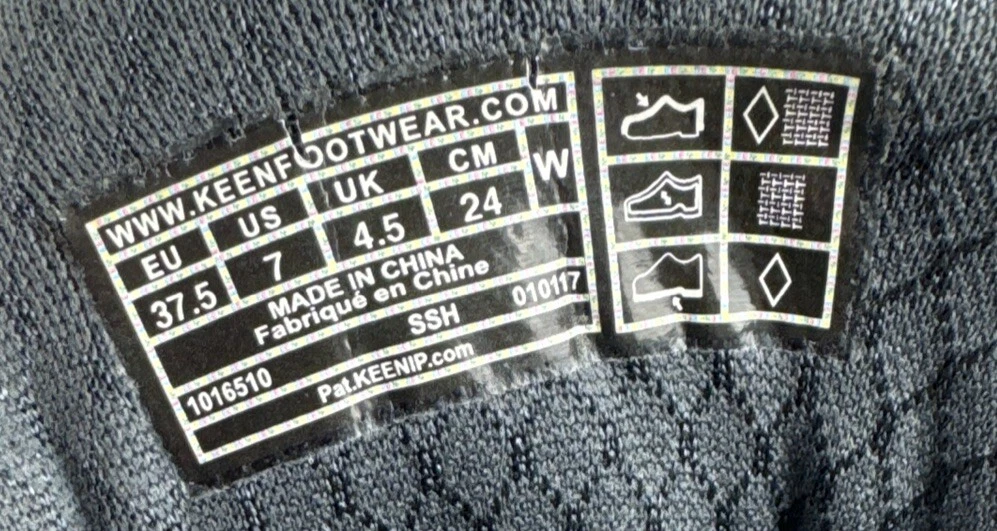 WWW.KEENFOOTWEAR.COM
EU US UK CM W
37.5 7 4.5 24
MADE IN CHINA
Fabriqué en Chine
1016510 SSH 010117
Pat.KEENIP.com